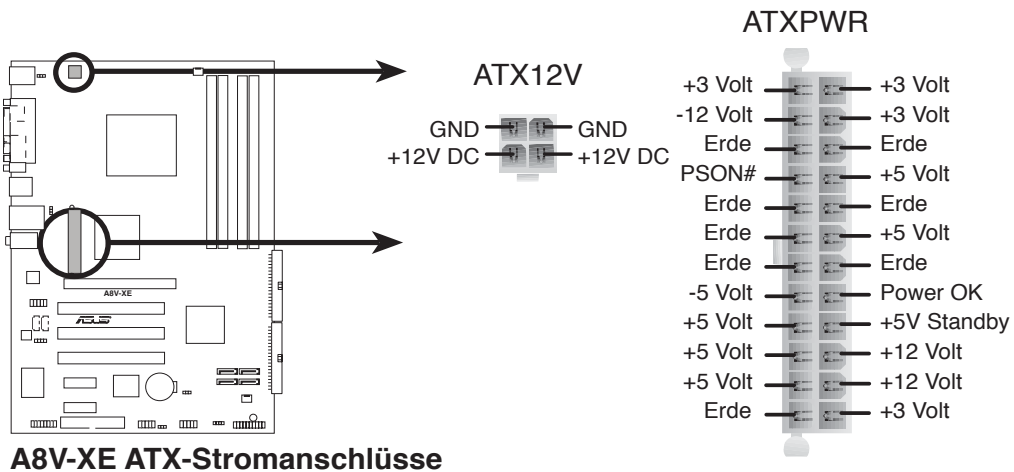 ATXPWR
ATX12V
GND GND
+12V DC +12V DC
+3 Volt +3 Volt
-12 Volt +3 Volt
Erde Erde
PSON# +5 Volt
Erde Erde
Erde +5 Volt
Erde Erde
-5 Volt Power OK
+5 Volt +5V Standby
+5 Volt +12 Volt
+5 Volt +12 Volt
Erde +3 Volt
A8V-XE
ASUS
A8V-XE ATX-Stromanschlüsse